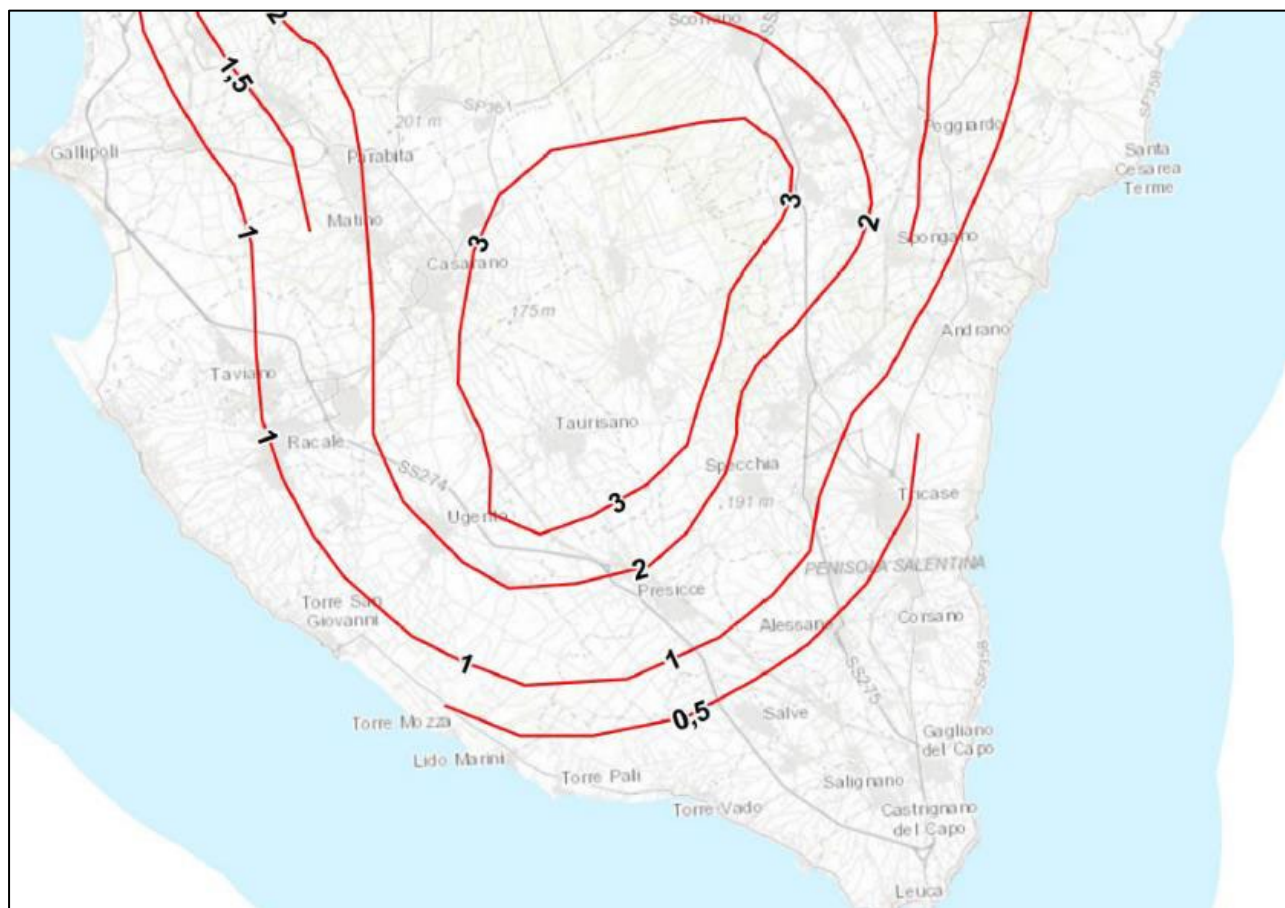 Scorrano
2
1,5
SP361
201 m
Poggiardo
SP358
Gallipoli
Parabita
Santa
Cesarea
Terme
3
Matino
1
2
Spongano
3
Casarano
175 m
Andrano
Taviano
Taurisano
1
Racale
Specchia
SS274
Tricase
191 m
3
Ugento
PENISOLA SALENTINA
2
Presicce
Torre San
Giovanni
Alessano
Corsano
1
1
SS275
SP358
0,5
Salve
Torre Mozza
Gagliano
del Capo
Lido Marini
Torre Pali
Salignano
Torre Vado
Castrignano
del Capo
Leuca